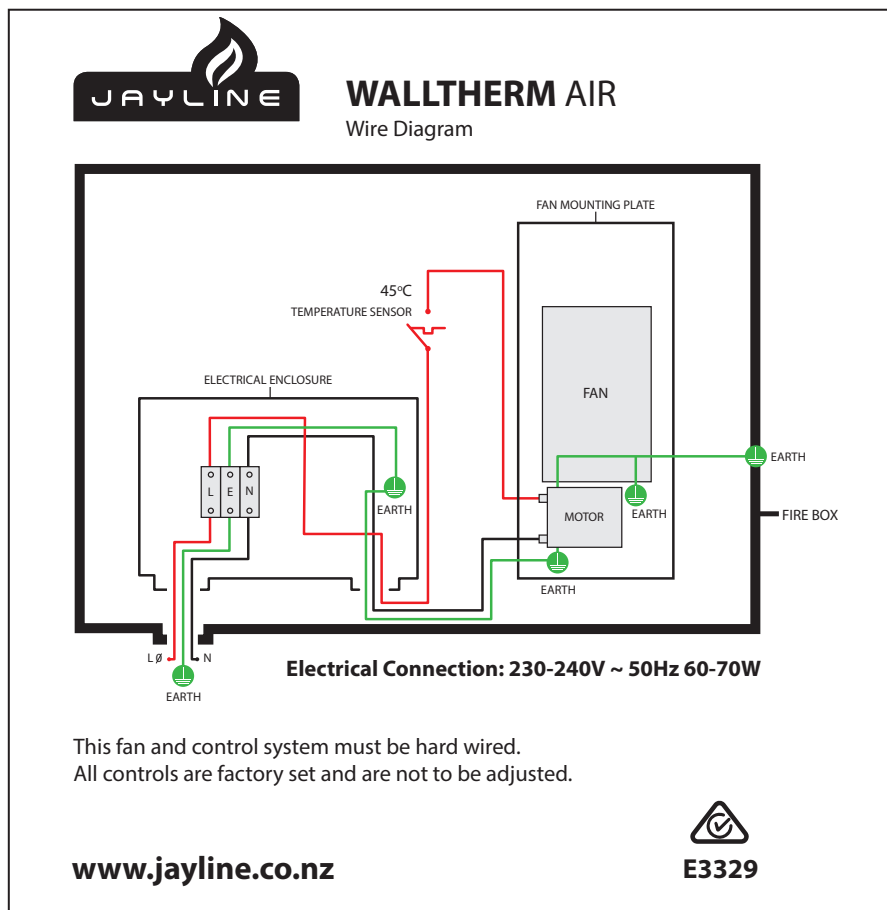 JAYLINE
WALLTHERM AIR
Wire Diagram
FAN MOUNTING PLATE
45°C
TEMPERATURE SENSOR
ELECTRICAL ENCLOSURE
FAN
L E N
EARTH
MOTOR
EARTH
EARTH
FIRE BOX
EARTH
LØ
N
EARTH
Electrical Connection: 230-240V ~ 50Hz 60-70W
This fan and control system must be hard wired.
All controls are factory set and are not to be adjusted.
www.jayline.co.nz
E3329